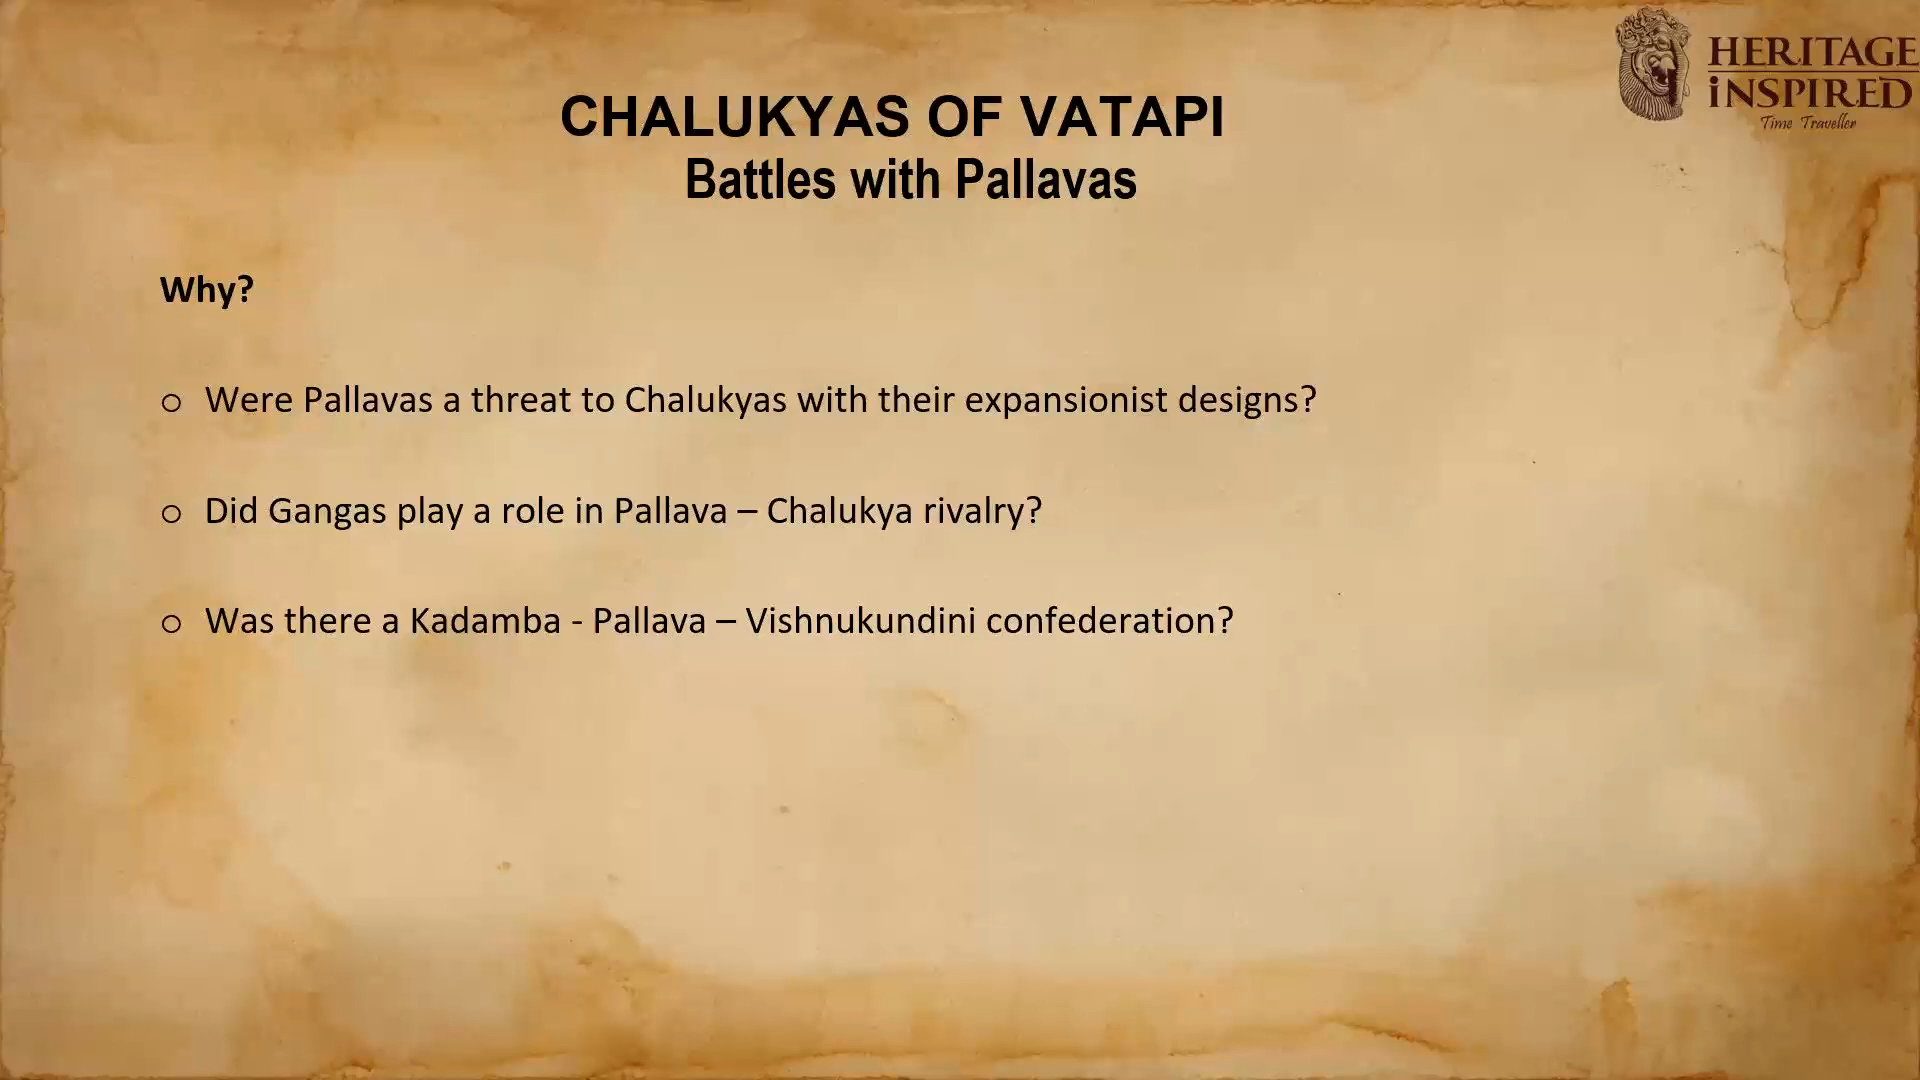 HERITAGE
iNSPIRED
Time Traveller
CHALUKYAS OF VATAPI
Battles with Pallavas
Why?
o Were Pallavas a threat to Chalukyas with their expansionist designs?
o Did Gangas play a role in Pallava – Chalukya rivalry?
o Was there a Kadamba - Pallava – Vishnukundini confederation?